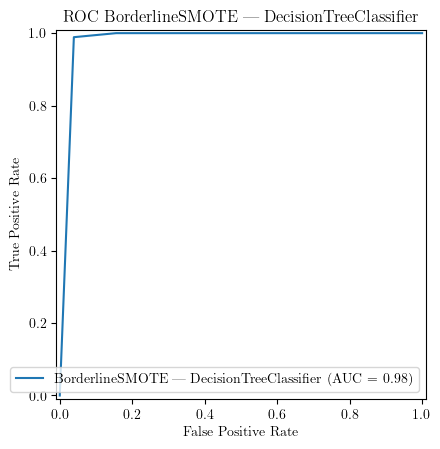 ROC BorderlineSMOTE — DecisionTreeClassifier
1.0
0.8
0.6
0.4
0.2
0.0
True Positive Rate
BorderlineSMOTE — DecisionTreeClassifier (AUC = 0.98)
0.0 0.2 0.4 0.6 0.8 1.0
False Positive Rate